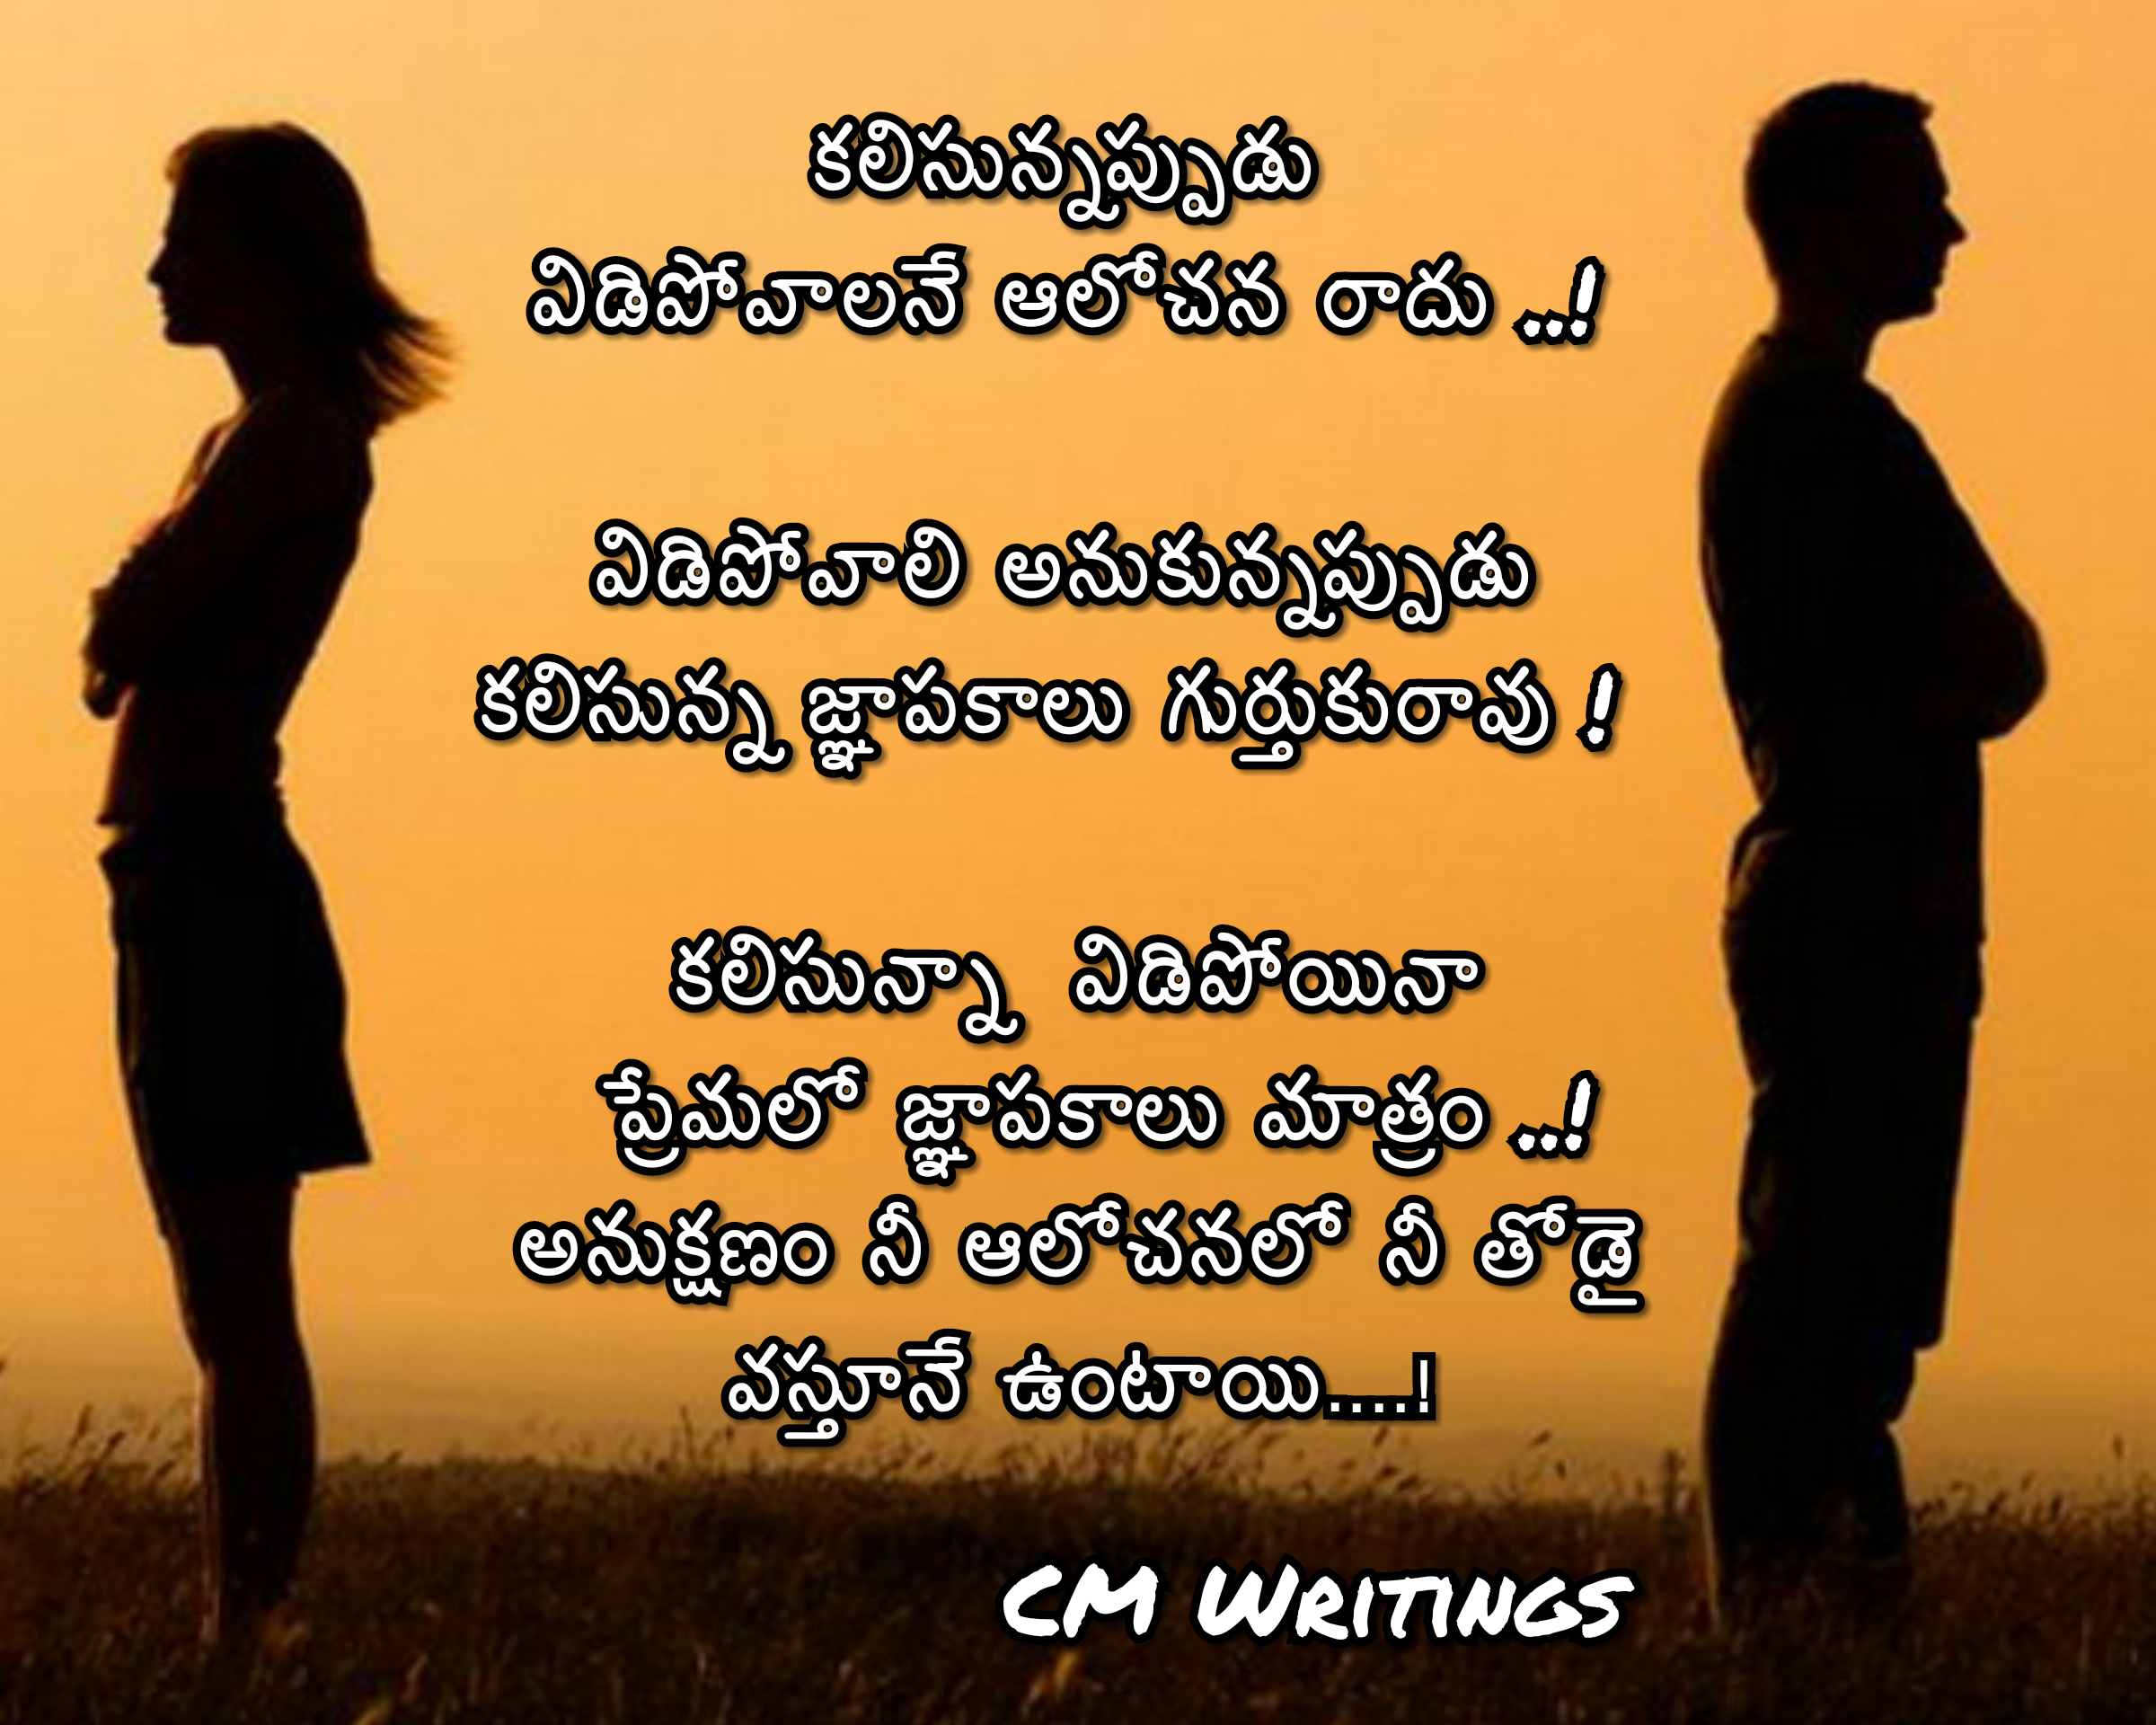 కలిసున్నప్పుడు
విడిపోవాలనే ఆలోచన రాదు ..!
విడిపోవాలి అనుకున్నప్పుడు
కలిసున్న జ్ఞాపకాలు గుర్తుకురావు !
కలిసున్నా విడిపోయినా
ప్రేమలో జ్ఞాపకాలు మాత్రం ..!
అనుక్షణం నీ ఆలోచనలో నీ తోడై
వస్తూనే ఉంటాయి....!
CM Writings